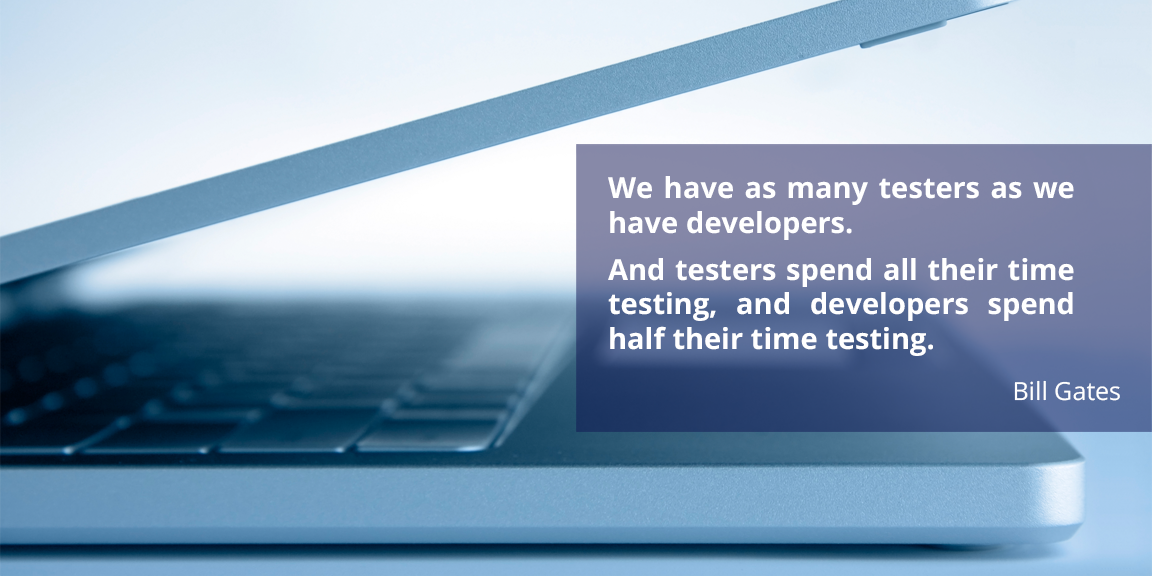 We have as many testers as we
have developers.
And testers spend all their time
testing, and developers spend
half their time testing.
Bill Gates